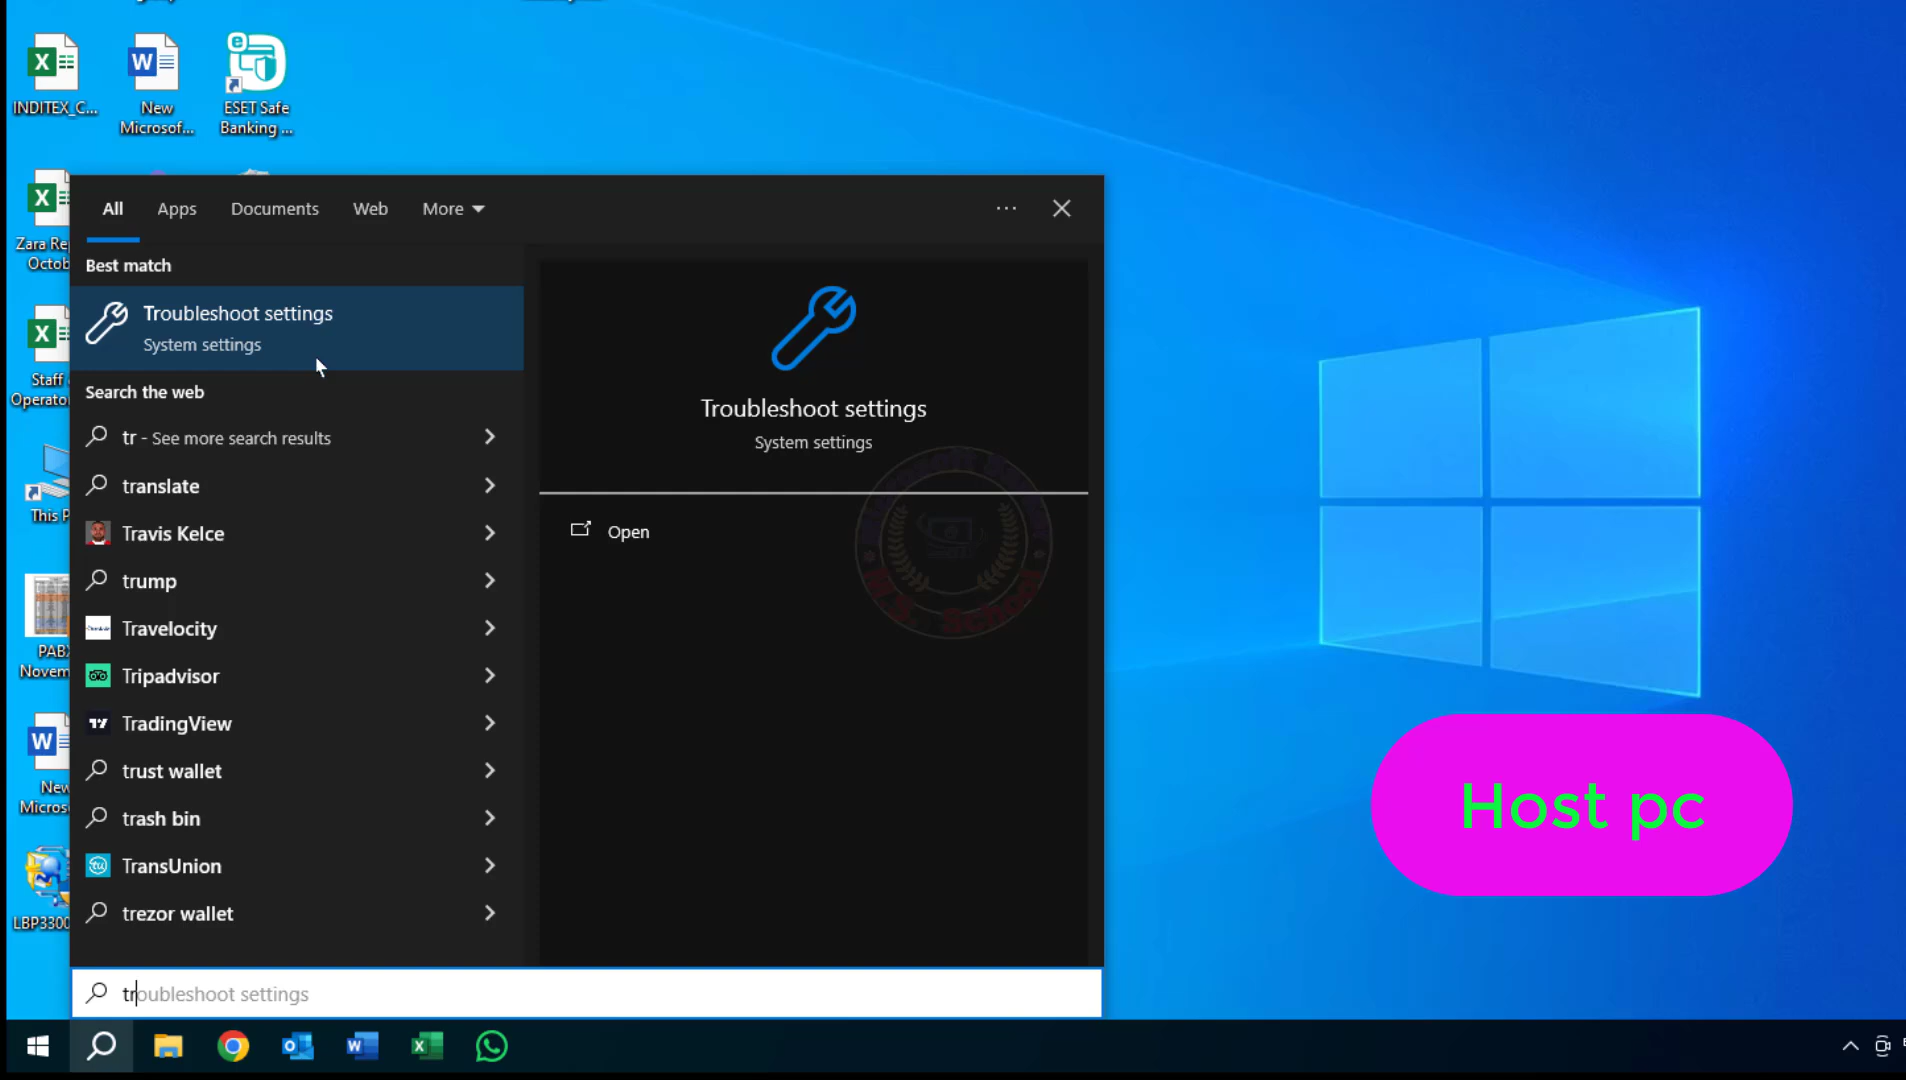 INDITEX_C...
New
Microsof...
ESET Safe
Banking ...
Zara Re
Octob
Staff
Operato
This P
PAB
Novem
New
Micros
LBP3300
All
Apps
Documents
Web
More
Best match
Troubleshoot settings
System settings
Search the web
tr - See more search results
translate
Travis Kelce
trump
Travelocity
Tripadvisor
TradingView
trust wallet
trash bin
TransUnion
trezor wallet
Troubleshoot settings
System settings
Open
M.S. School
Host pc
troubleshoot settings